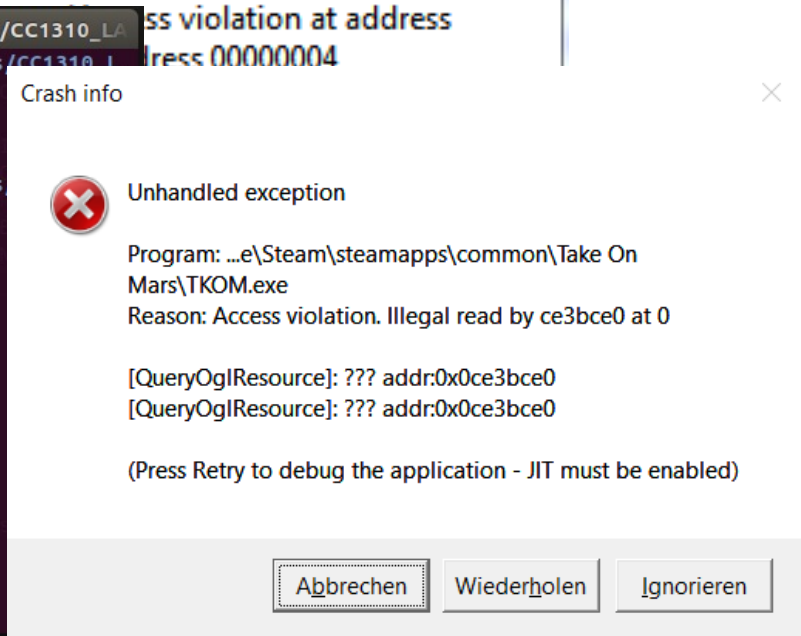 ss violation at address
/CC1310_LA
/CC1310_L
ress 00000004
Crash info
Unhandled exception
Program: ...e\Steam\steamapps\common\Take On
Mars\TKOM.exe
Reason: Access violation. Illegal read by ce3bce0 at 0
[QueryOglResource]: ??? addr:0x0ce3bce0
[QueryOglResource]: ??? addr:0x0ce3bce0
(Press Retry to debug the application - JIT must be enabled)
Abbrechen Wiederholen Ignorieren